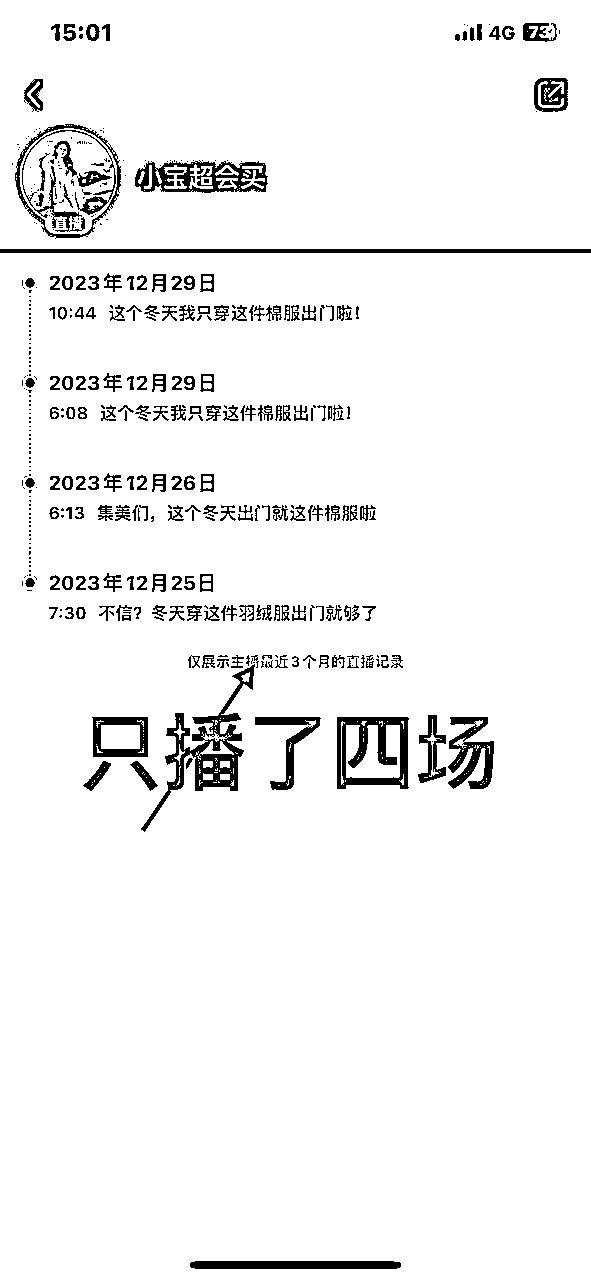 15:01
4G 73
小宝超会买
直播
2023年12月29日
10:44 这个冬天我只穿这件棉服出门啦!
2023年12月29日
6:08 这个冬天我只穿这件棉服出门啦!
2023年12月26日
6:13 集美们，这个冬天出门就这件棉服啦
2023年12月25日
7:30 不信？冬天穿这件羽绒服出门就够了
仅展示主播最近3个月的直播记录
只播了四场